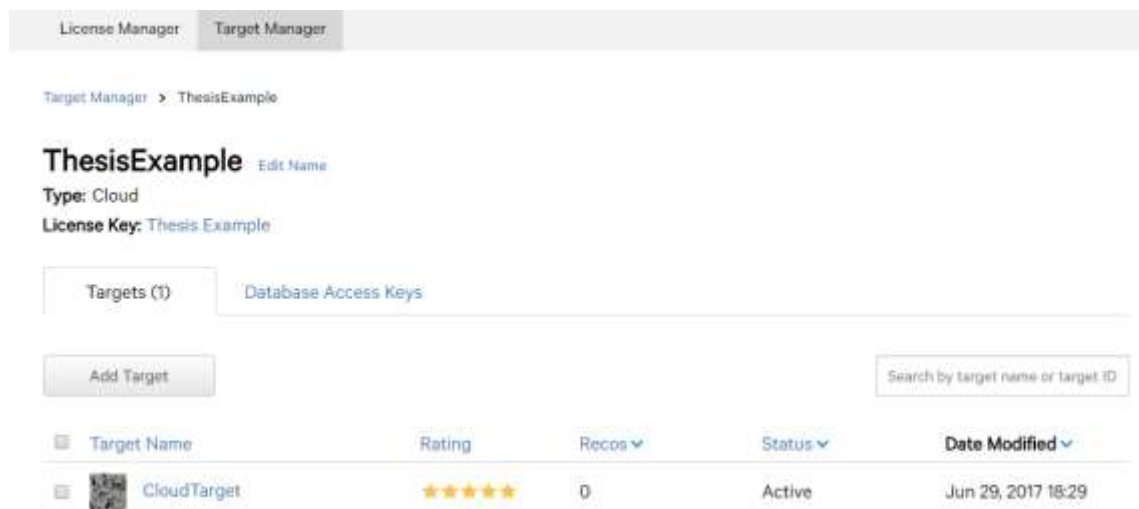 License Manager Target Manager
Target Manager > ThesisExample
ThesisExample Edit Name
Type: Cloud
License Key: Thesis Example
Targets (1) Database Access Keys
Add Target Search by target name or target ID
Target Name Rating Recos Status Date Modified
CloudTarget 0 Active Jun 29, 2017 18:29